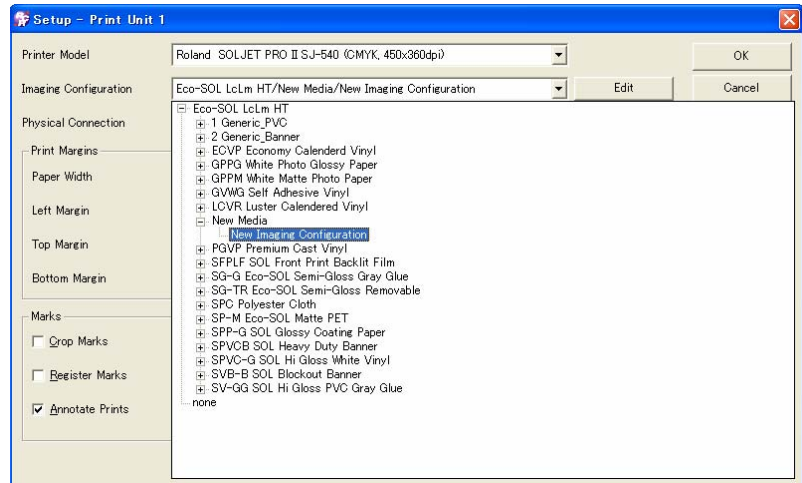 Setup - Print Unit 1
Printer Model
Roland SOLJET PRO II SJ-540 (CMYK, 450x360dpi)
OK
Imaging Configuration
Eco-SOL LcLm HT/New Media/New Imaging Configuration
Edit
Cancel
Physical Connection
Eco-SOL LcLm HT
1 Generic_PVC
2 Generic_Banner
ECVP Economy Calenderd Vinyl
GPPG White Photo Glossy Paper
GPPM White Matte Photo Paper
GVWG Self Adhesive Vinyl
LCVR Luster Calendered Vinyl
New Media
New Imaging Configuration
PGVP Premium Cast Vinyl
SFPLF SOL Front Print Backlit Film
SG-G Eco-SOL Semi-Gloss Gray Glue
SG-TR Eco-SOL Semi-Gloss Removable
SPC Polyester Cloth
SP-M Eco-SOL Matte PET
SPP-G SOL Glossy Coating Paper
SPVCB SOL Heavy Duty Banner
SPVC-G SOL Hi Gloss White Vinyl
SVB-B SOL Blockout Banner
SV-GG SOL Hi Gloss PVC Gray Glue
none
Print Margins
Paper Width
Left Margin
Top Margin
Bottom Margin
Marks
Crop Marks
Register Marks
Annotate Prints